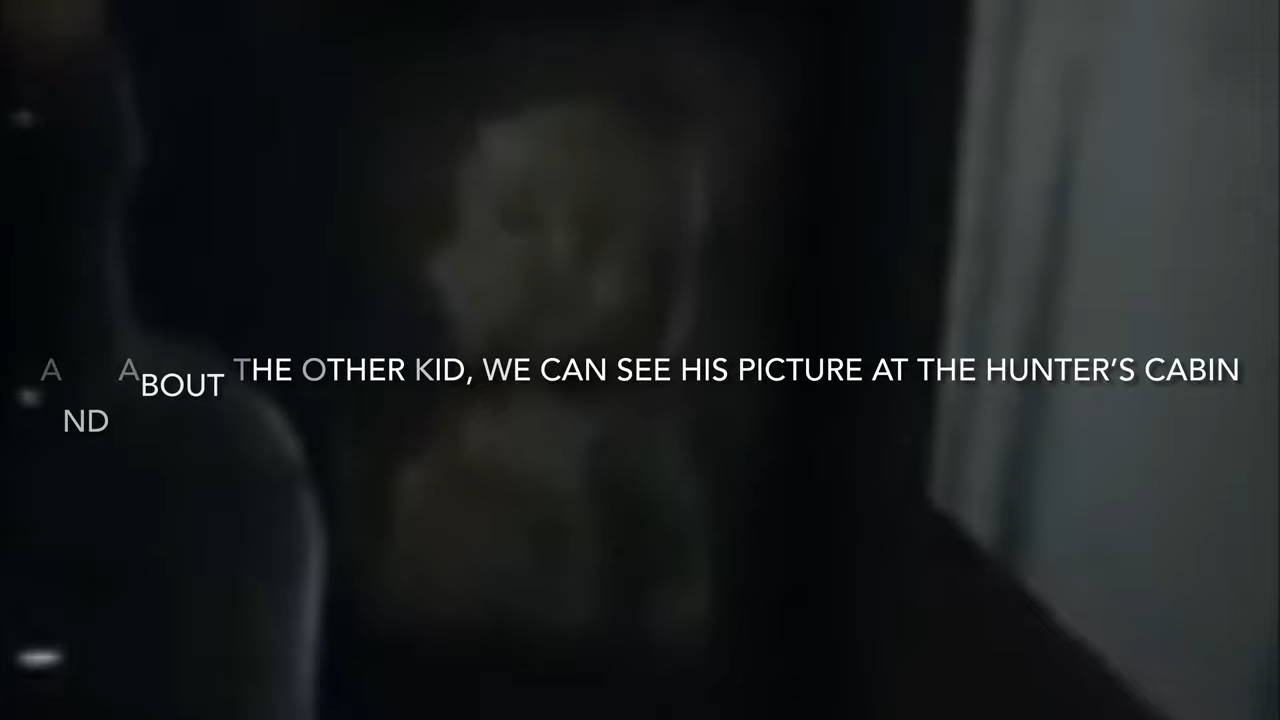 AND ABOUT THE OTHER KID, WE CAN SEE HIS PICTURE AT THE HUNTER’S CABIN